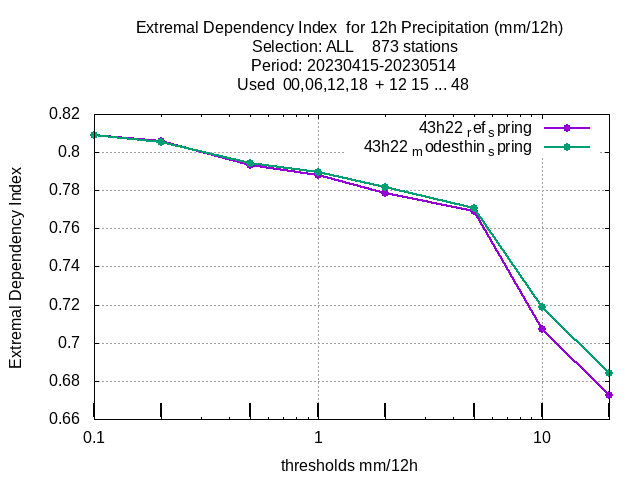 Extremal Dependency Index  for 12h Precipitation (mm/12h)
Selection: ALL    873 stations
Period: 20230415-20230514
Used  00,06,12,18  + 12 15 ... 48
43h22 ref spring
43h22 modesthin spring
0.82
0.8
0.78
0.76
0.74
0.72
0.7
0.68
0.66
Extremal Dependency Index
0.1
1
10
thresholds mm/12h